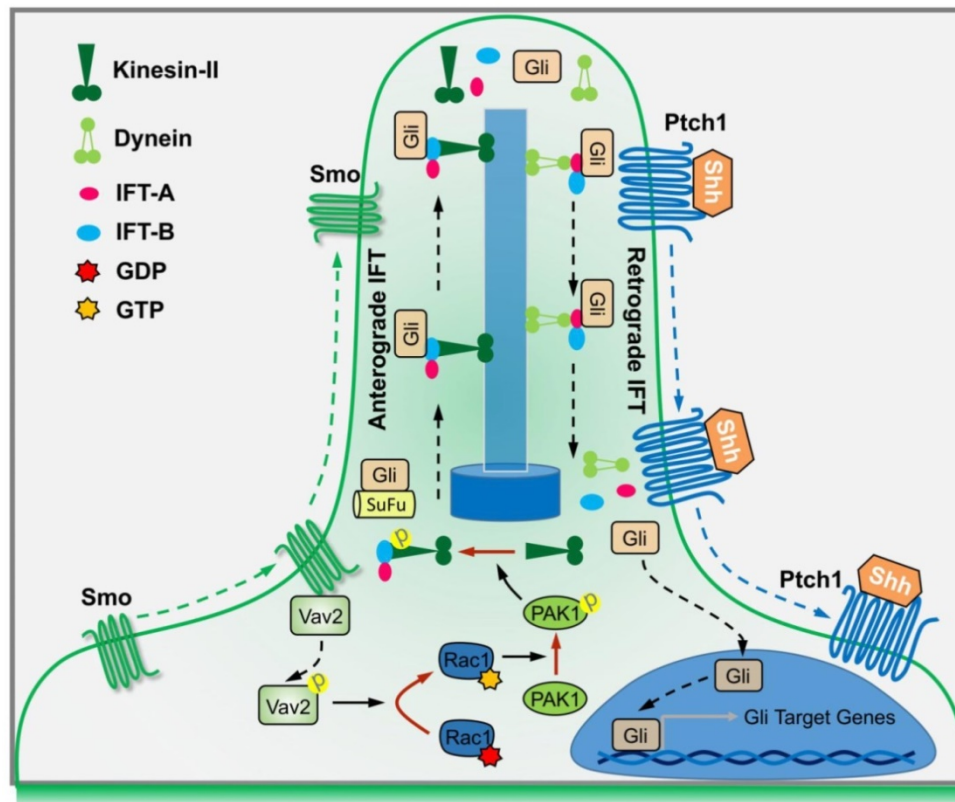 Kinesin-II
Dynein
IFT-A
IFT-B
GDP
GTP
Gli
Gli
Gli
Ptch1
Shh
Smo
Anterograde IFT
Retrograde IFT
Gli
Gli
Shh
Gli
SuFu
p
Gli
Smo
Vav2
PAK1
p
Ptch1
Shh
Rac1
Gli
Vav2
p
PAK1
Rac1
Gli
Gli Target Genes